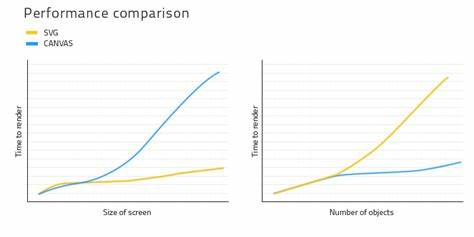 Performance comparison
SVG
CANVAS
Time to render
Size of screen
Time to render
Number of objects